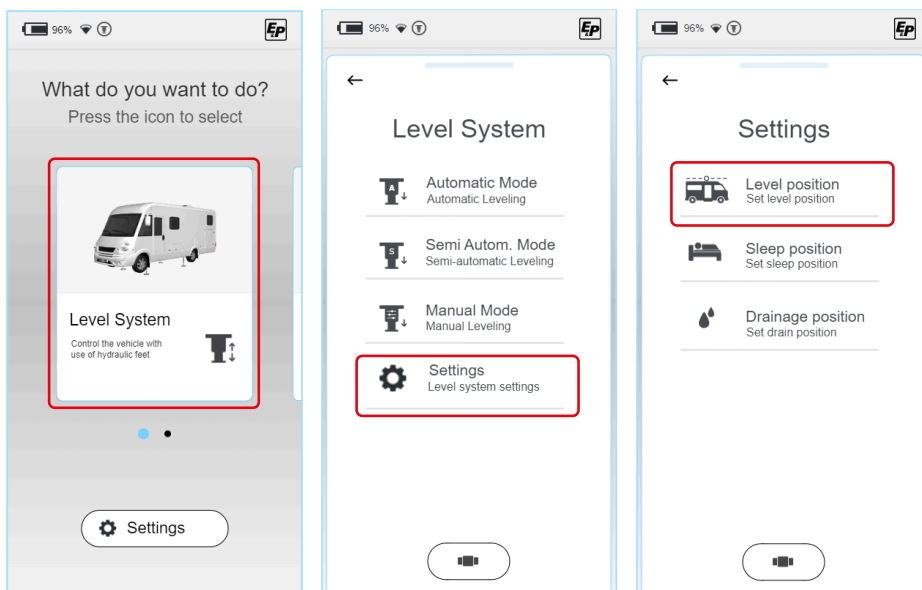 96%
E.P
What do you want to do?
Press the icon to select
Level System
Control the vehicle with
use of hydraulic feet
Settings
96%
E.P
Level System
A
Automatic Mode
Automatic Leveling
S
Semi Autom. Mode
Semi-automatic Leveling
Manual Mode
Manual Leveling
Settings
Level system settings
96%
E.P
Settings
Level position
Set level position
Sleep position
Set sleep position
Drainage position
Set drain position